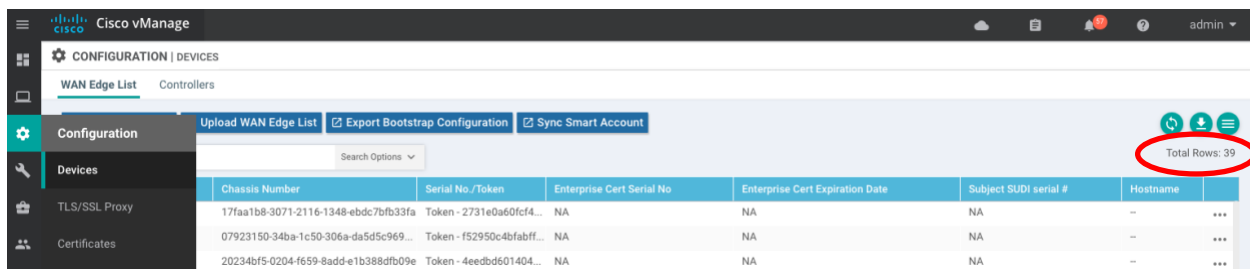 cisco Cisco vManage 57 admin
CONFIGURATION | DEVICES
WAN Edge List Controllers
Upload WAN Edge List Export Bootstrap Configuration Sync Smart Account
Configuration
Search Options Total Rows: 39
Devices
Chassis Number Serial No./Token Enterprise Cert Serial No Enterprise Cert Expiration Date Subject SUDI serial # Hostname
TLS/SSL Proxy 17faa1b8-3071-2116-1348-ebdc7bfb33fa Token - 2731e0a60fcf4... NA NA NA -- ...
Certificates 07923150-34ba-1c50-306a-da5d5c969... Token - f52950c4bfabff... NA NA NA -- ...
20234bf5-0204-f659-8add-e1b388dfb09e Token - 4eedbd601404... NA NA NA -- ...